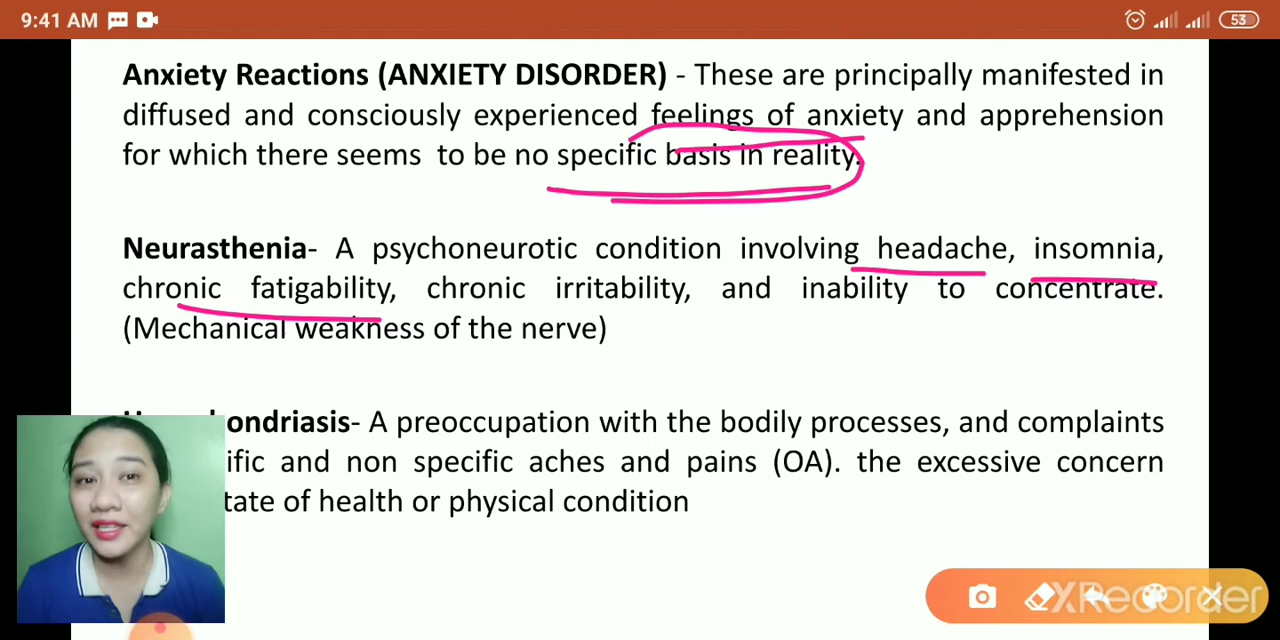 9:41 AM
53
Anxiety Reactions (ANXIETY DISORDER) - These are principally manifested in
diffused and consciously experienced feelings of anxiety and apprehension
for which there seems to be no specific basis in reality.
Neurasthenia- A psychoneurotic condition involving headache, insomnia,
chronic fatigability, chronic irritability, and inability to concentrate.
(Mechanical weakness of the nerve)
ondriasis- A preoccupation with the bodily processes, and complaints
ific and non specific aches and pains (OA). the excessive concern
tate of health or physical condition
XRecorder